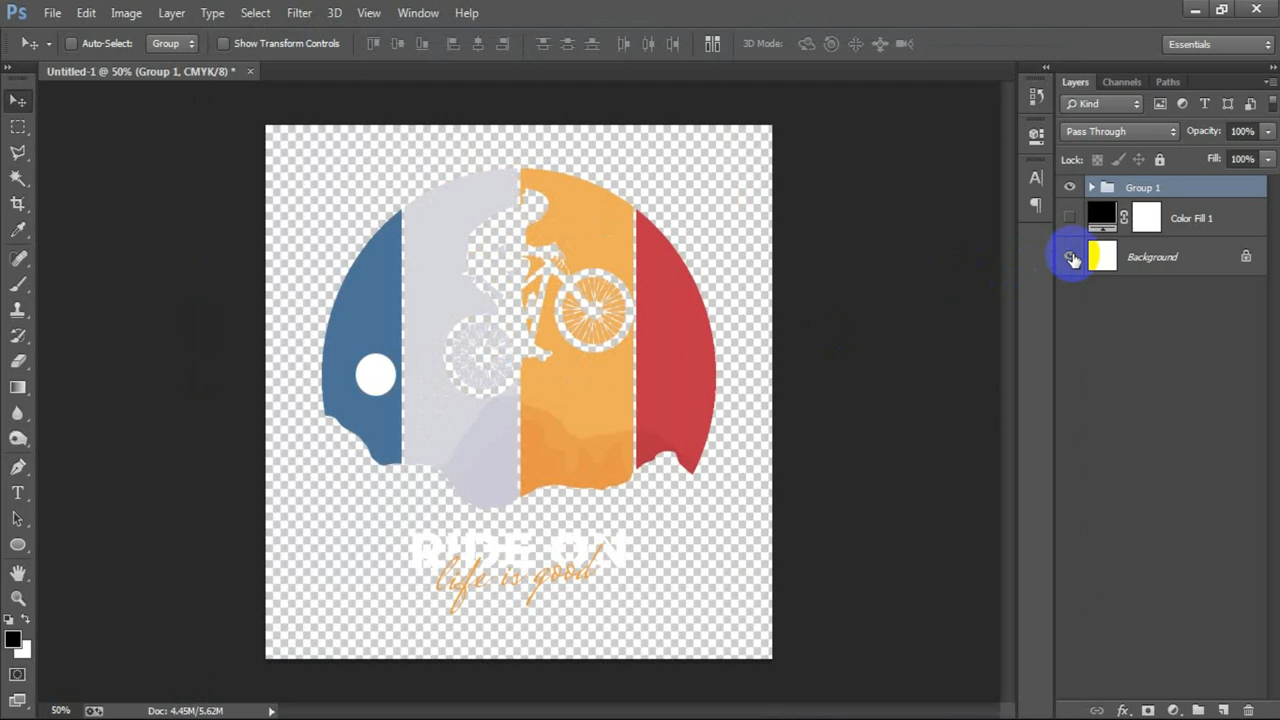 Ps File Edit Image Layer Type Select Filter 3D View Window Help
Auto-Select: Group Show Transform Controls 3D Mode: Essentials
Untitled-1 @ 50% (Group 1, CMYK/8) *
Layers Channels Paths
Kind
Pass Through Opacity: 100%
Lock: Fill: 100%
Group 1
Color Fill 1
Background
RIDE ON
life is good
50% Doc: 4.45M/5.62M